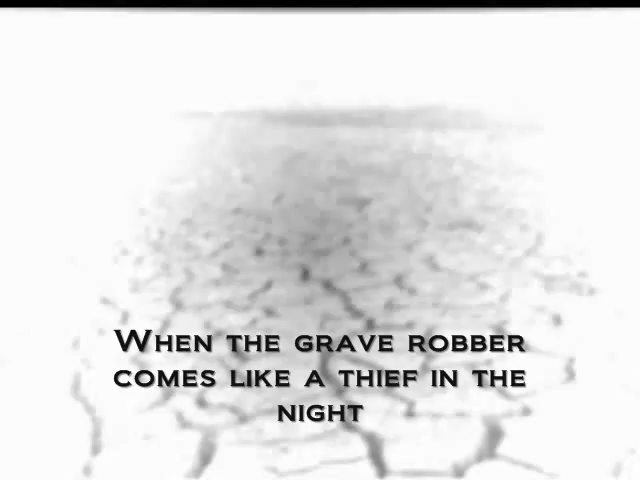 When the grave robber
comes like a thief in the
night